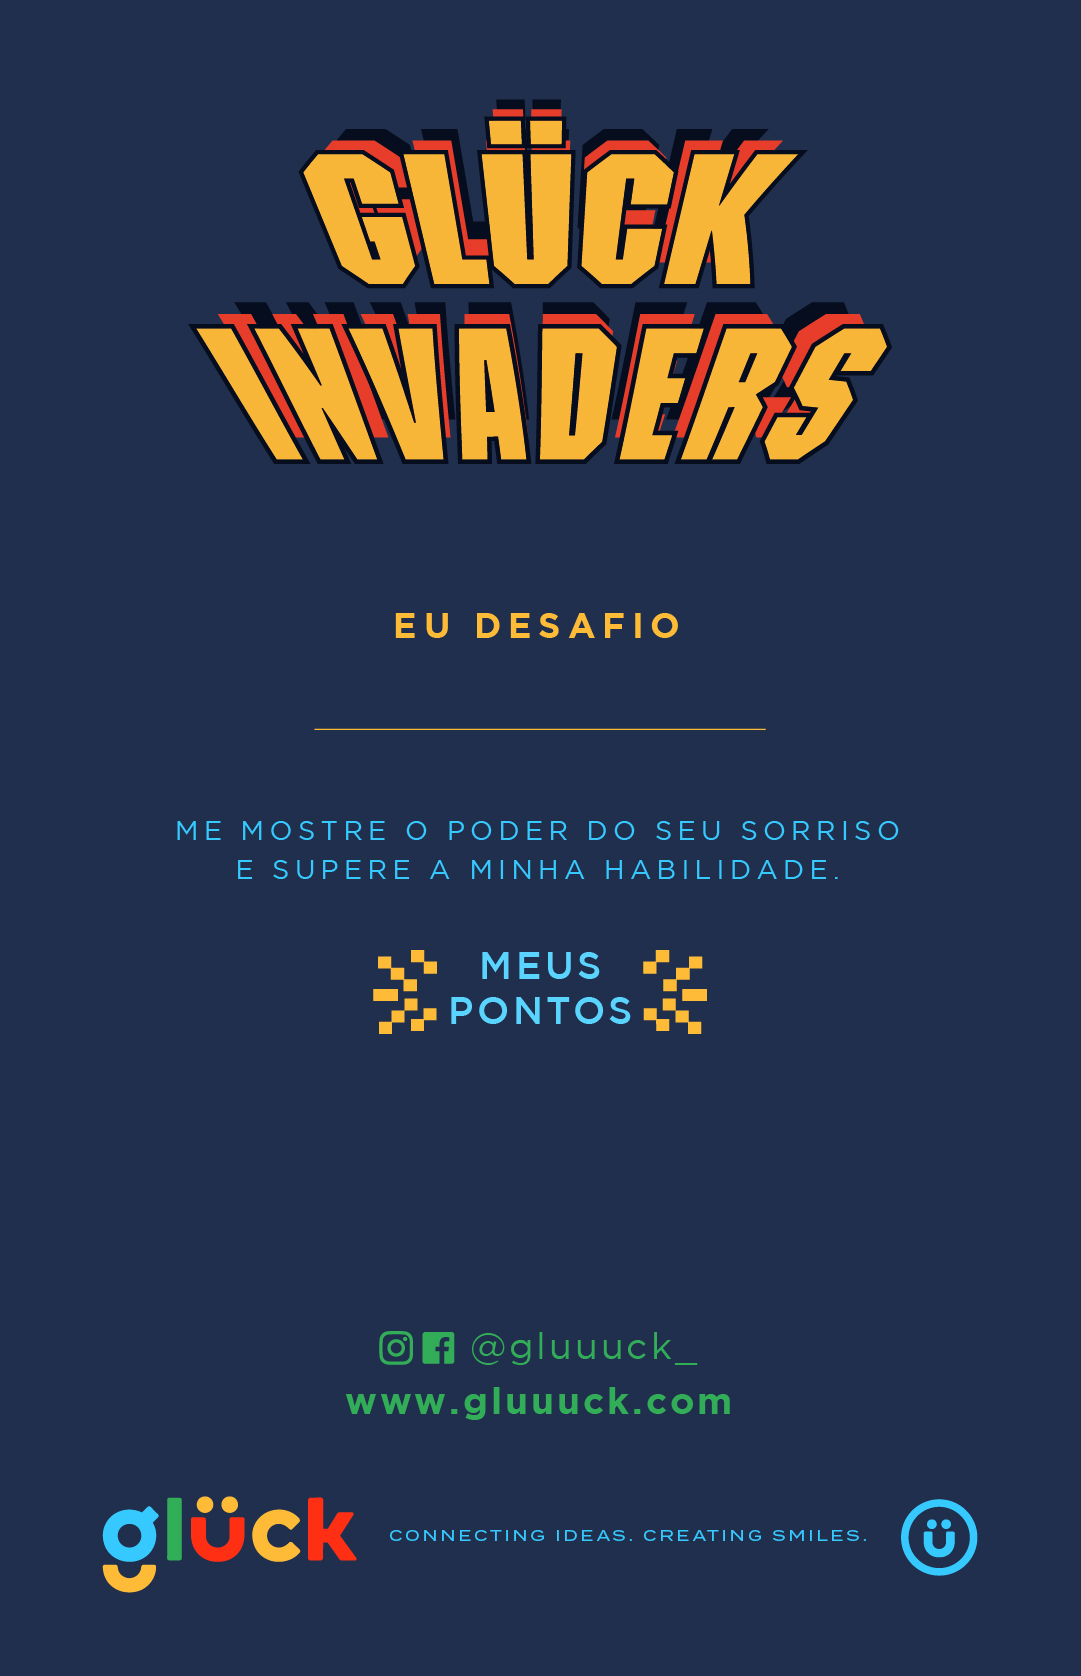 GLÜCK
INVADERS
EU DESAFIO
ME MOSTRE O PODER DO SEU SORRISO
E SUPERE A MINHA HABILIDADE.
MEUS
PONTOS
@gluuuck_
www.gluuuck.com
glück CONNECTING IDEAS. CREATING SMILES. ü